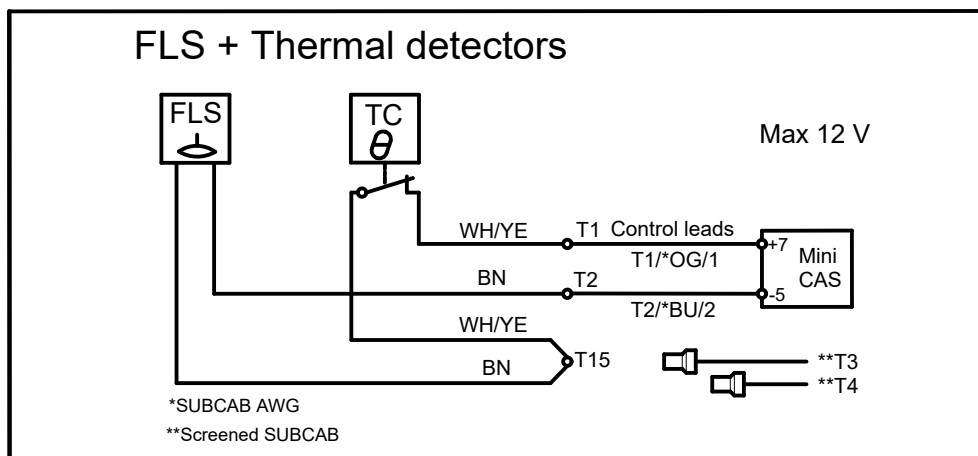 FLS + Thermal detectors
FLS
TC
θ
Max 12 V
WH/YE
T1
Control leads
+7
Mini
CAS
T1/*OG/1
BN
T2
-5
T2/*BU/2
WH/YE
T15
BN
**T3
**T4
*SUBCAB AWG
**Screened SUBCAB